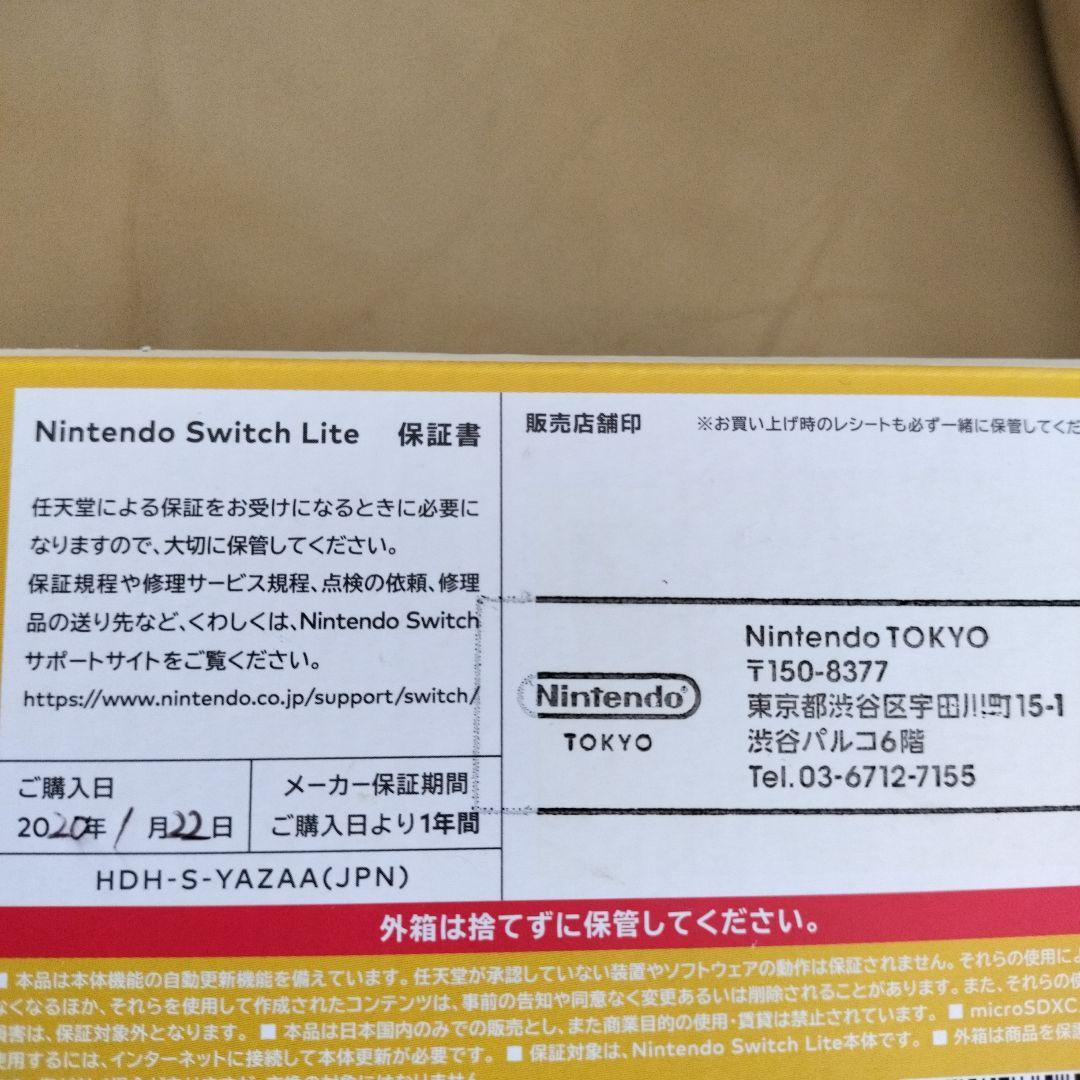 Nintendo Switch Lite 保証書
任天堂による保証をお受けになるときに必要に
なりますので、大切に保管してください。
保証規程や修理サービス規程、点検の依頼、修理
品の送り先など、くわしくは、Nintendo Switch
サポートサイトをご覧ください。
https://www.nintendo.co.jp/support/switch/
ご購入日
2020年1月22日
メーカー保証期間
ご購入日より1年間
HDH-S-YAZAA(JPN)
販売店舗印
※お買い上げ時のレシートも必ず一緒に保管してくだ
Nintendo
TOKYO
Nintendo TOKYO
〒150-8377
東京都渋谷区宇田川町15-1
渋谷パルコ6階
Tel. 03-6712-7155
外箱は捨てずに保管してください。
■ 本品は本体機能の自動更新機能を備えています。任天堂が承認していない装置やソフトウェアの動作は保証されません。それらの使用によ
なくなるほか、それらを使用して作成されたコンテンツは、事前の告知や同意なく変更あるいは削除されることがあります。また、それらの使
損害は、保証対象外となります。 ■ 本品は日本国内のみでの販売とし、また商業目的の使用・賃貸は禁止されています。 ■ microSDXC
使用するには、インターネットに接続して本体更新が必要です。 ■ 保証対象は、Nintendo Switch Lite本体です。 ■ 外箱は商品を保護